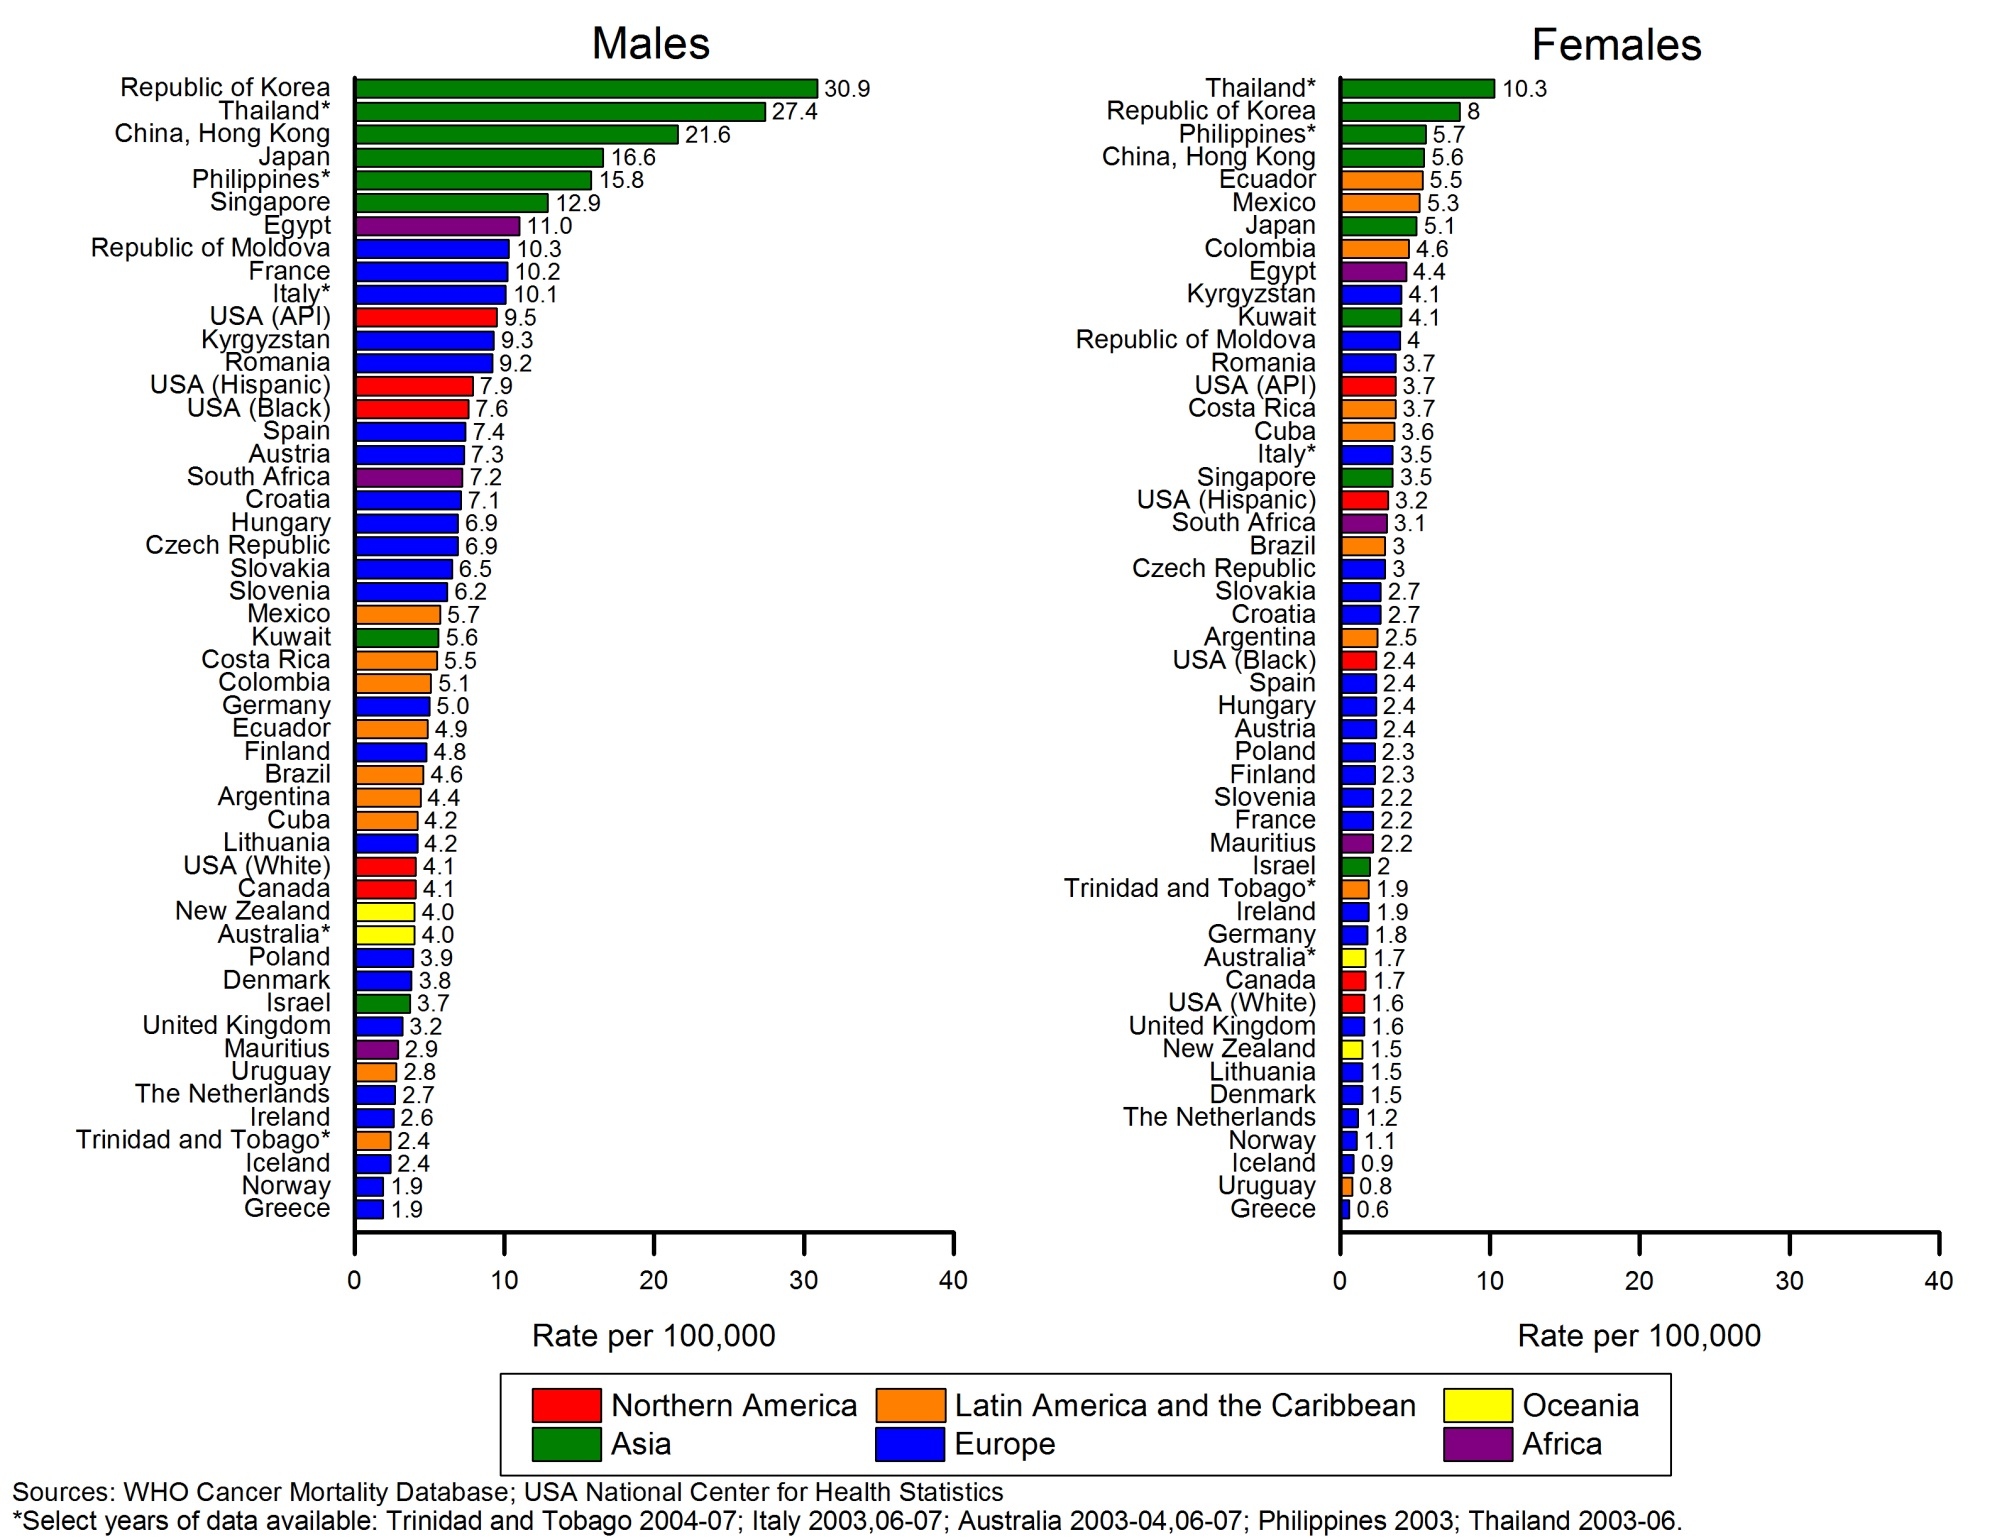 Males
Republic of Korea 30.9
Thailand* 27.4
China, Hong Kong 21.6
Japan 16.6
Philippines* 15.8
Singapore 12.9
Egypt 11.0
Republic of Moldova 10.3
France 10.2
Italy* 10.1
USA (API) 9.5
Kyrgyzstan 9.3
Romania 9.2
USA (Hispanic) 7.9
USA (Black) 7.6
Spain 7.4
Austria 7.3
South Africa 7.2
Croatia 7.1
Hungary 6.9
Czech Republic 6.9
Slovakia 6.5
Slovenia 6.2
Mexico 5.7
Kuwait 5.6
Costa Rica 5.5
Colombia 5.1
Germany 5.0
Ecuador 4.9
Finland 4.8
Brazil 4.6
Argentina 4.4
Cuba 4.2
Lithuania 4.2
USA (White) 4.1
Canada 4.1
New Zealand 4.0
Australia* 4.0
Poland 3.9
Denmark 3.8
Israel 3.7
United Kingdom 3.2
Mauritius 2.9
Uruguay 2.8
The Netherlands 2.7
Ireland 2.6
Trinidad and Tobago* 2.4
Iceland 2.4
Norway 1.9
Greece 1.9
0 10 20 30 40
Rate per 100,000
Females
Thailand* 10.3
Republic of Korea 8
Philippines* 5.7
China, Hong Kong 5.6
Ecuador 5.5
Mexico 5.3
Japan 5.1
Colombia 4.6
Egypt 4.4
Kyrgyzstan 4.1
Kuwait 4.1
Republic of Moldova 4
Romania 3.7
USA (API) 3.7
Costa Rica 3.7
Cuba 3.6
Italy* 3.5
Singapore 3.5
USA (Hispanic) 3.2
South Africa 3.1
Brazil 3
Czech Republic 3
Slovakia 2.7
Croatia 2.7
Argentina 2.5
USA (Black) 2.4
Spain 2.4
Hungary 2.4
Austria 2.4
Poland 2.3
Finland 2.3
Slovenia 2.2
France 2.2
Mauritius 2.2
Israel 2
Trinidad and Tobago* 1.9
Ireland 1.9
Germany 1.8
Australia* 1.7
Canada 1.7
USA (White) 1.6
United Kingdom 1.6
New Zealand 1.5
Lithuania 1.5
Denmark 1.5
The Netherlands 1.2
Norway 1.1
Iceland 0.9
Uruguay 0.8
Greece 0.6
0 10 20 30 40
Rate per 100,000
Northern America Latin America and the Caribbean Oceania
Asia Europe Africa
Sources: WHO Cancer Mortality Database; USA National Center for Health Statistics
*Select years of data available: Trinidad and Tobago 2004-07; Italy 2003,06-07; Australia 2003-04,06-07; Philippines 2003; Thailand 2003-06.